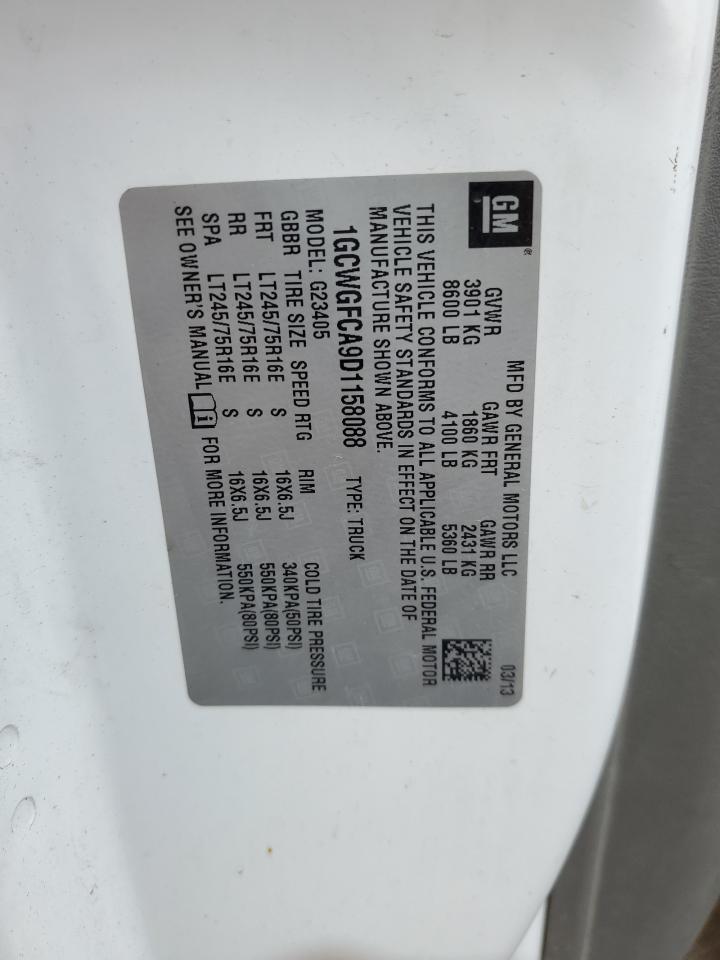 GM
®
MFD BY GENERAL MOTORS LLC
03/13
GVWR GAWR FRT GAWR RR
3901 KG 1860 KG 2431 KG
8600 LB 4100 LB 5360 LB
THIS VEHICLE CONFORMS TO ALL APPLICABLE U.S. FEDERAL MOTOR
VEHICLE SAFETY STANDARDS IN EFFECT ON THE DATE OF
MANUFACTURE SHOWN ABOVE.
1GCWGFCA9D1158088 TYPE: TRUCK
MODEL: G23405
GBBR TIRE SIZE SPEED RTG RIM COLD TIRE PRESSURE
FRT LT245/75R16E S 16X6.5J 340KPA(50PSI)
RR LT245/75R16E S 16X6.5J 550KPA(80PSI)
SPA LT245/75R16E S 16X6.5J 550KPA(80PSI)
SEE OWNER'S MANUAL i FOR MORE INFORMATION.